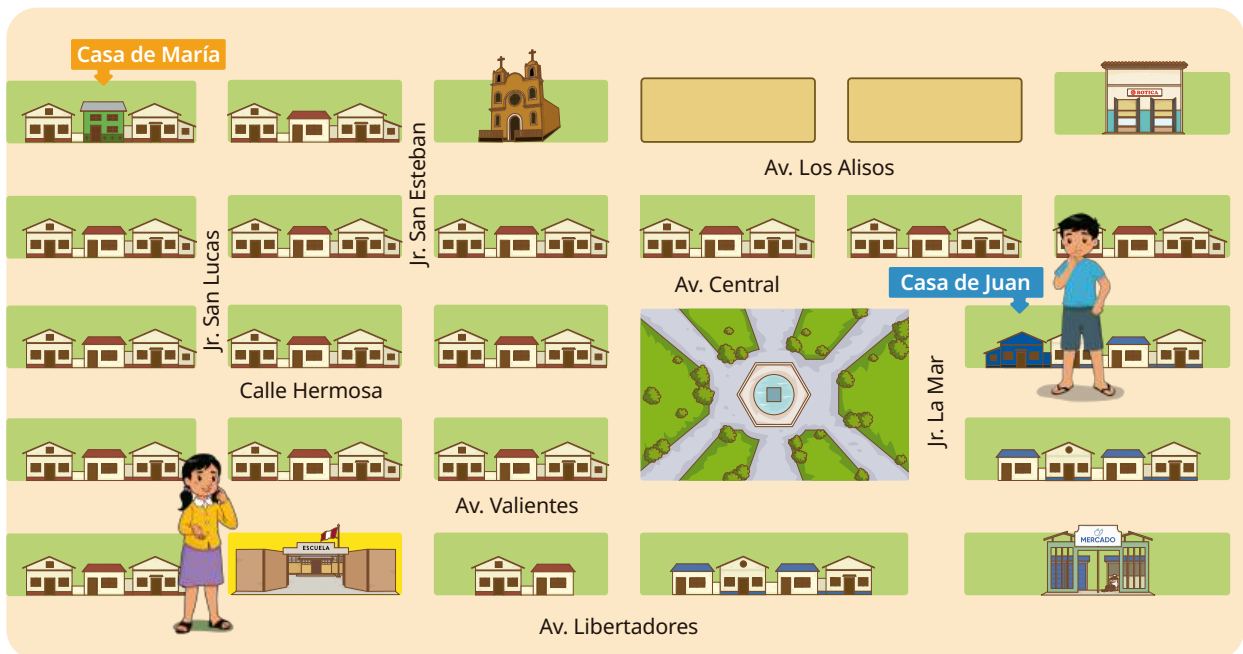 Casa de María
BOTICA
Av. Los Alisos
Jr. San Esteban
Jr. San Lucas
Av. Central
Casa de Juan
Calle Hermosa
Jr. La Mar
Av. Valientes
ESCUELA
MERCADO
Av. Libertadores